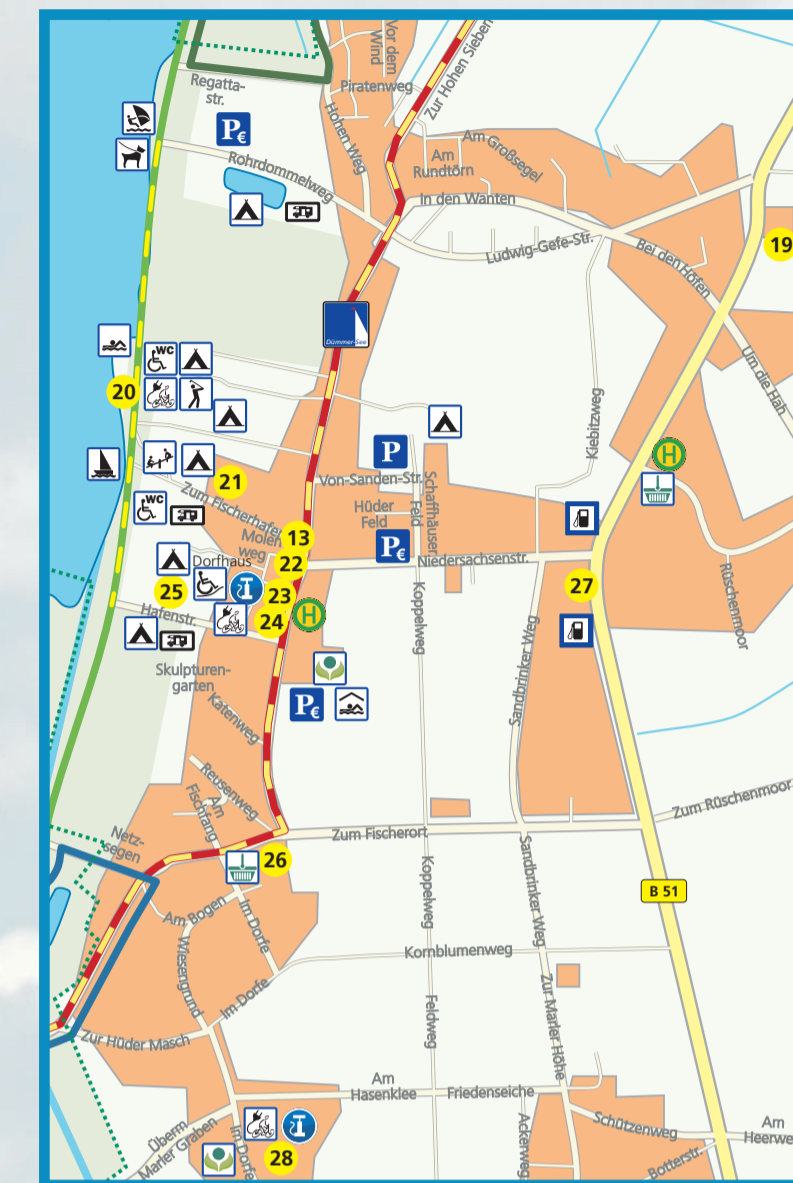 Vor dem
Wind
Zur Hohen Sieben
Regatta-
str.
Piratenweg
Hohen Weg
P€
Am Großsegel
Am
Rundtörn
Rohrdommelweg
In den Wanten
Ludwig-Gefe-Str.
Bei den Höfen
19
Dümmer-See
Um die Häh
WC
20
Kiebitzweg
P
H
21
Von-Sanden-Str.
Schaffhäuser
Feld
Zum Fischerhafen
WC
Hüder
Feld
Molen
weg
13
P€
Dorfhaus
22
Niedersachsenstr.
25
23
27
Rüschenmoor
Hafenstr.
24
H
Koppelweg
Sandbrinker Weg
Skulpturen-
garten
P€
Katenweg
Reusenweg
Am
Fischfang
Zum Rüschenmoor
Netz-
segen
Zum Fischerort
26
Koppelweg
Sandbrinker Weg
B 51
Am Bogen
Im Dorfe
Wiesengrund
Kornblumenweg
Im Dorfe
Feldweg
Zur Marler Höhe
Zur Hüder Masch
Am
Hasenklee
Friedenseiche
Überm
Marler Graben
Im Dorfe
28
Ackerweg
Schützenweg
Am
Heerwe
Botterstr.